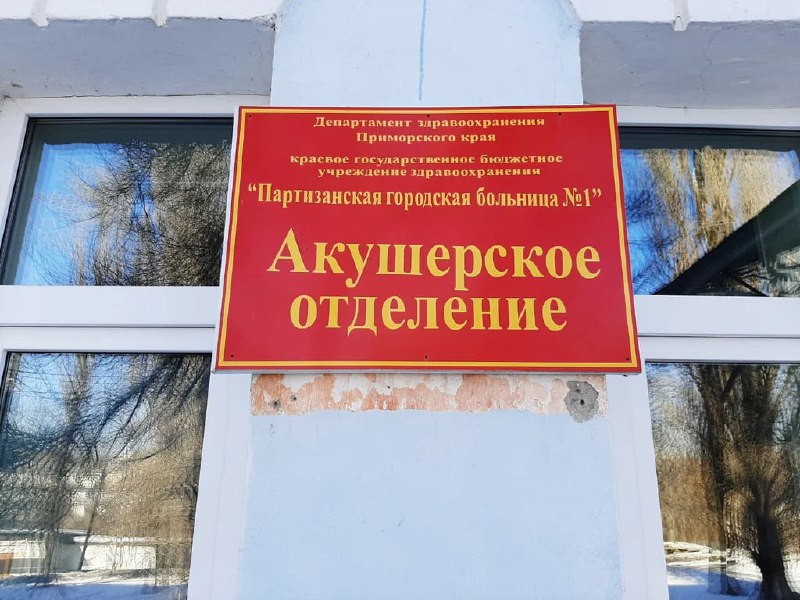 Департамент здравоохранения
Приморского края
краевое государственное бюджетное
учреждение здравоохранения
“Партизанская городская больница №1”
Акушерское
отделение